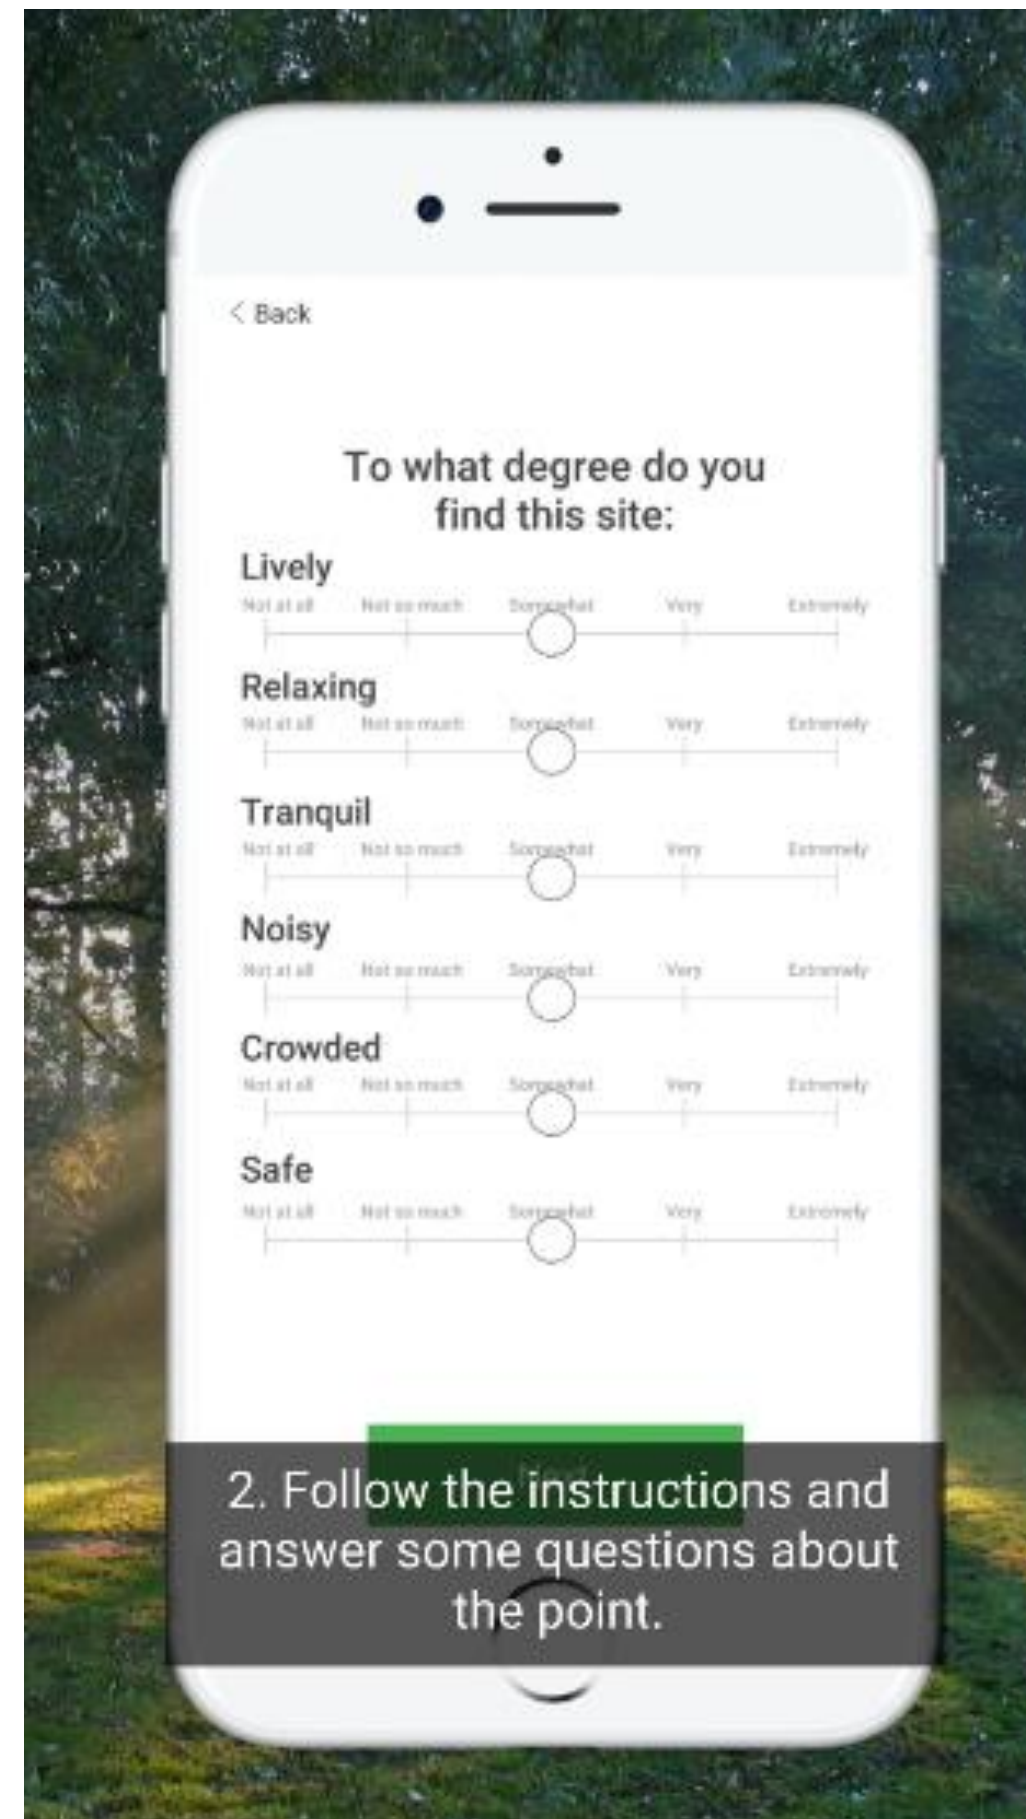 < Back
To what degree do you
find this site:
Lively
Not at all Not so much Somewhat Very Extremely
Relaxing
Not at all Not so much Somewhat Very Extremely
Tranquil
Not at all Not so much Somewhat Very Extremely
Noisy
Not at all Not so much Somewhat Very Extremely
Crowded
Not at all Not so much Somewhat Very Extremely
Safe
Not at all Not so much Somewhat Very Extremely
2. Follow the instructions and
answer some questions about
the point.